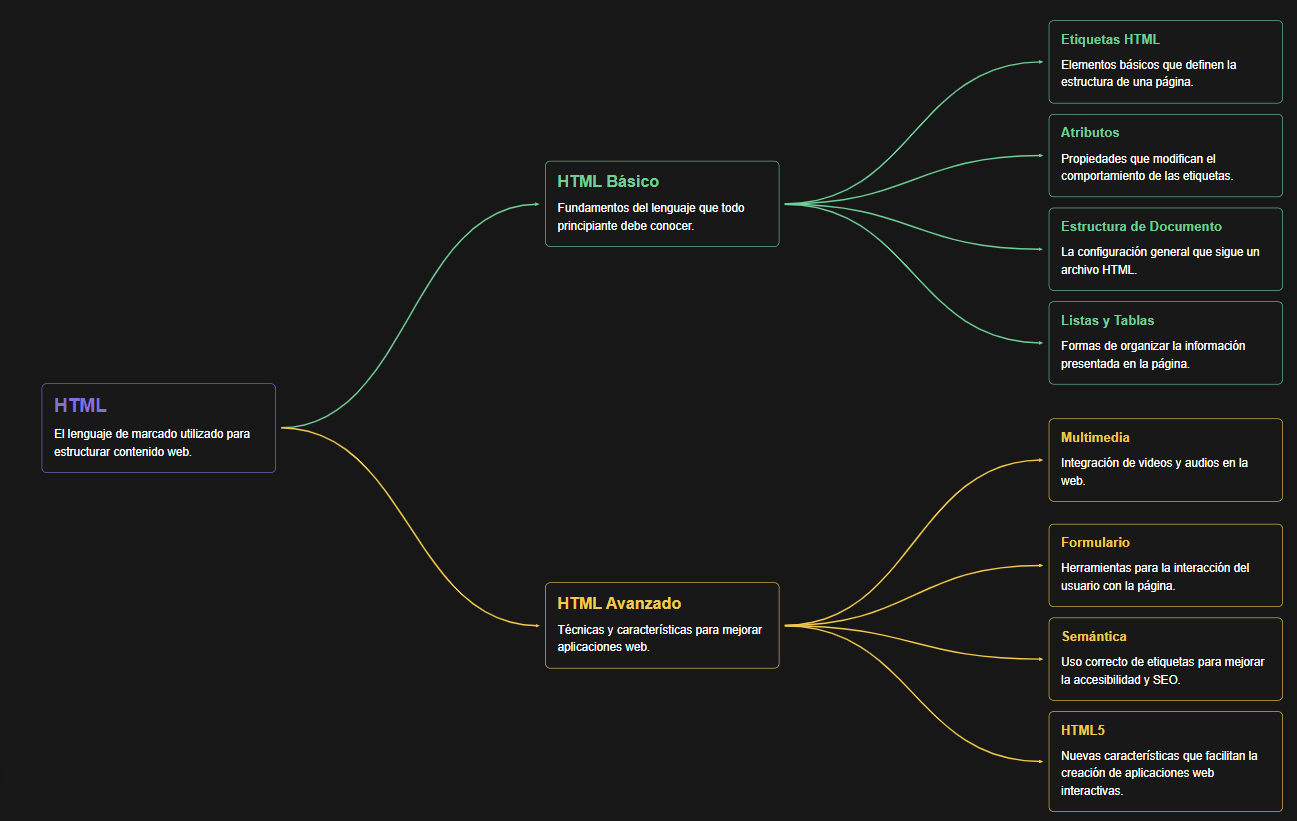 HTML
El lenguaje de marcado utilizado para
estructurar contenido web.
HTML Básico
Fundamentos del lenguaje que todo
principiante debe conocer.
Etiquetas HTML
Elementos básicos que definen la
estructura de una página.
Atributos
Propiedades que modifican el
comportamiento de las etiquetas.
Estructura de Documento
La configuración general que sigue un
archivo HTML.
Listas y Tablas
Formas de organizar la información
presentada en la página.
HTML Avanzado
Técnicas y características para mejorar
aplicaciones web.
Multimedia
Integración de videos y audios en la
web.
Formulario
Herramientas para la interacción del
usuario con la página.
Semántica
Uso correcto de etiquetas para mejorar
la accesibilidad y SEO.
HTML5
Nuevas características que facilitan la
creación de aplicaciones web
interactivas.